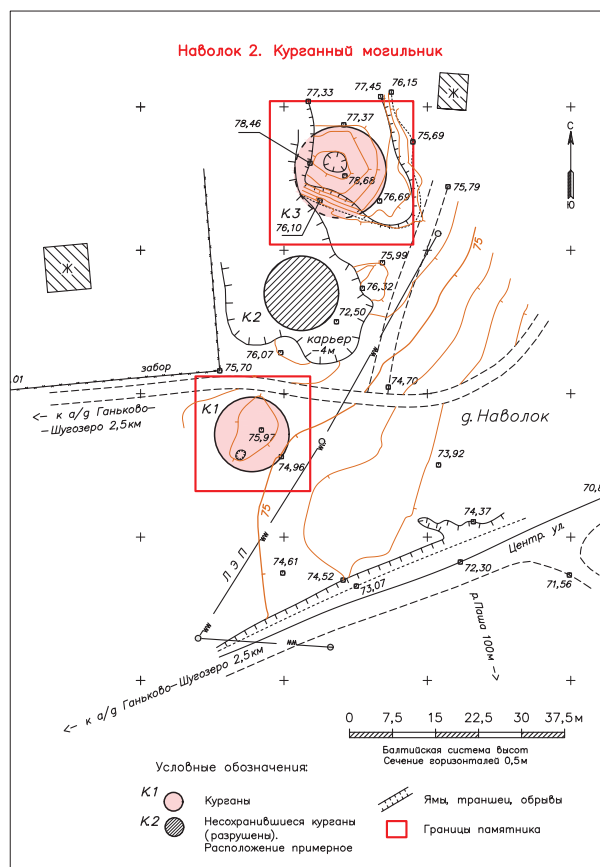 Наволок 2. Курганный могильник
77,33
77,45
76,15
Ж
77,37
78,46
75,69
С
Ю
78,68
75,79
76,69
К3
76,10
75
75,99
Ж
76,32
К2
72,50
карьер
-4м
76,07
забор
75,70
.01
74,70
К1
к а/д Ганьково-
-Шугозеро 2,5км
д. Наволок
75,97
74,96
73,92
75
74,37
70,8
Центр. ул.
ЛЭП
74,61
74,52
73,07
72,30
71,56
р.Паша 100м
к а/д Ганьково-Шугозеро 2,5км
0 7,5 15 22,5 30 37,5м
Балтийская система высот
Сечение горизонталей 0,5м
Условные обозначения:
К1
Курганы
К2
Несохранившиеся курганы
(разрушены).
Расположение примерное
Ямы, траншеи, обрывы
Границы памятника